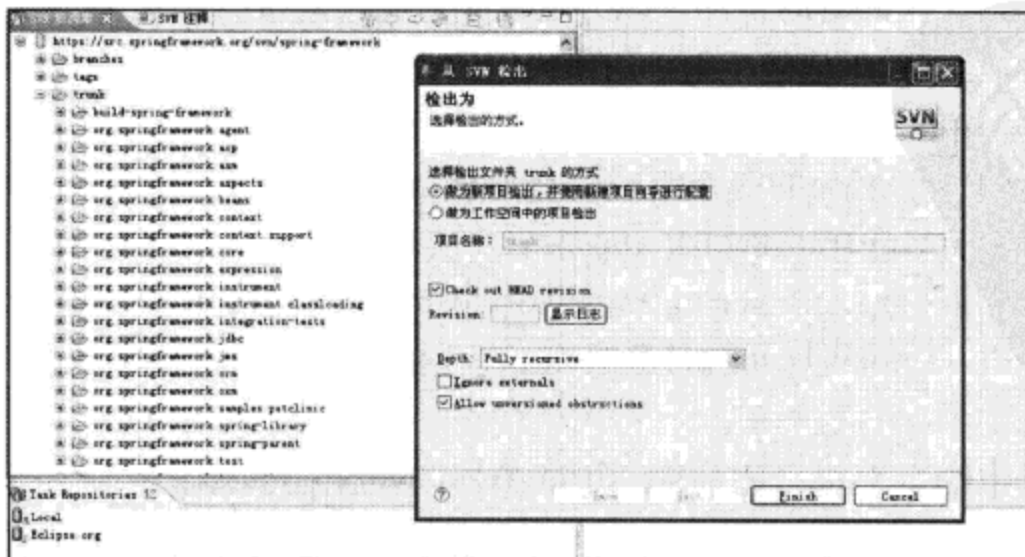 SVN 资源库
SVN 注释
https://src.springframework.org/svn/spring-framework
branches
tags
trunk
build-spring-framework
org.springframework.agent
org.springframework.aop
org.springframework.asm
org.springframework.aspects
org.springframework.beans
org.springframework.context
org.springframework.context.support
org.springframework.core
org.springframework.expression
org.springframework.instrument
org.springframework.instrument.classloading
org.springframework.integration-tests
org.springframework.jdbc
org.springframework.jms
org.springframework.orm
org.springframework.oxm
org.springframework.samples.petclinic
org.springframework.spring-library
org.springframework.spring-parent
org.springframework.test
Task Repositories
Local
Eclipse.org
从 SVN 检出
检出为
选择检出的方式。
SVN
选择检出文件夹 trunk 的方式
做为新项目检出，并使用新建项目向导进行配置
做为工作空间中的项目检出
项目名称：
trunk
Check out HEAD revision
Revision:
显示日志
Depth:
Fully recursive
Ignore externals
Allow unversioned obstructions
Finish
Cancel